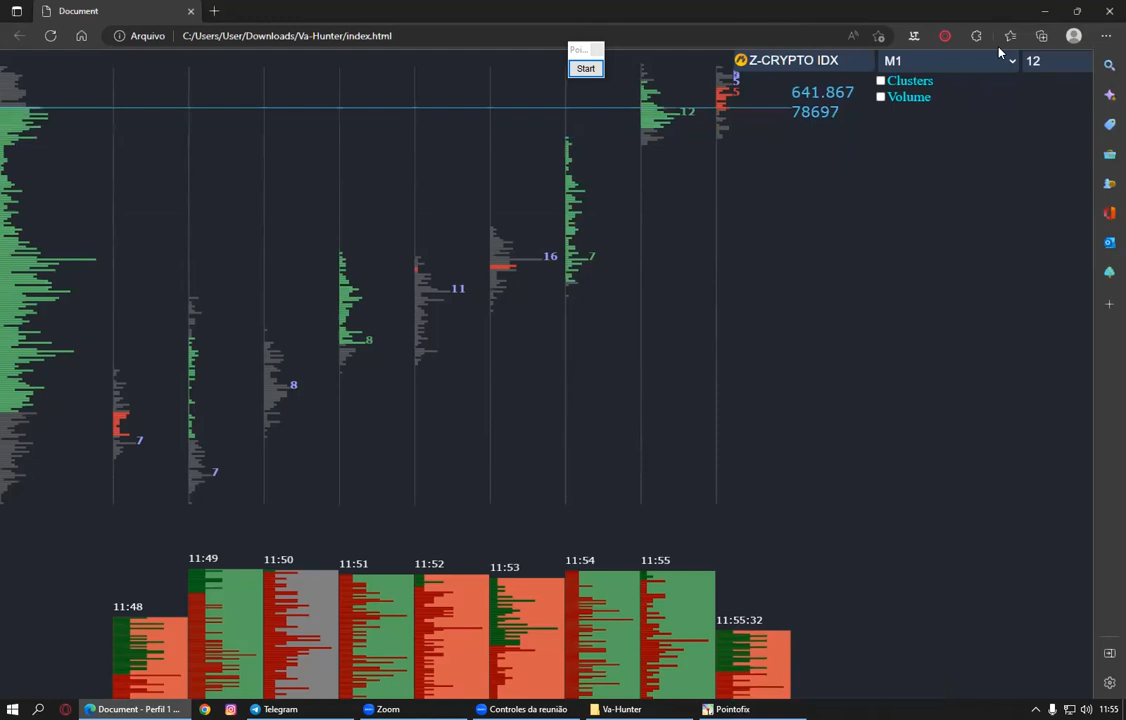 Document
Arquivo
C:/Users/User/Downloads/Va-Hunter/index.html
Poi...
Start
Z-CRYPTO IDX
M1
12
Clusters
Volume
641.867
78697
5
5
12
7
16
11
8
8
7
7
11:48
11:49
11:50
11:51
11:52
11:53
11:54
11:55
11:55:32
Document - Perfil 1 ...
Telegram
Zoom
Controles da reunião
Va-Hunter
Pointofix
11:55